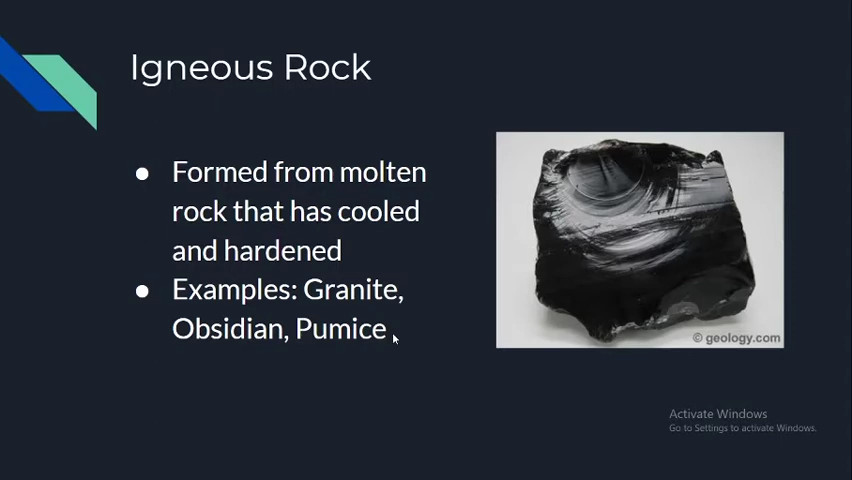 Igneous Rock
● Formed from molten
rock that has cooled
and hardened
● Examples: Granite,
Obsidian, Pumice
© geology.com
Activate Windows
Go to Settings to activate Windows.